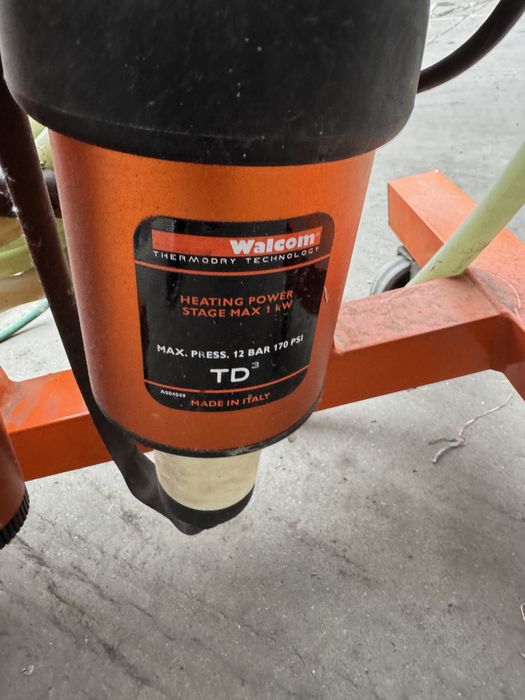 Walcom
THERMODRY TECHNOLOGY
HEATING POWER
STAGE MAX 1 kW
MAX. PRESS. 12 BAR 170 PSI
TD³
A604049
MADE IN ITALY